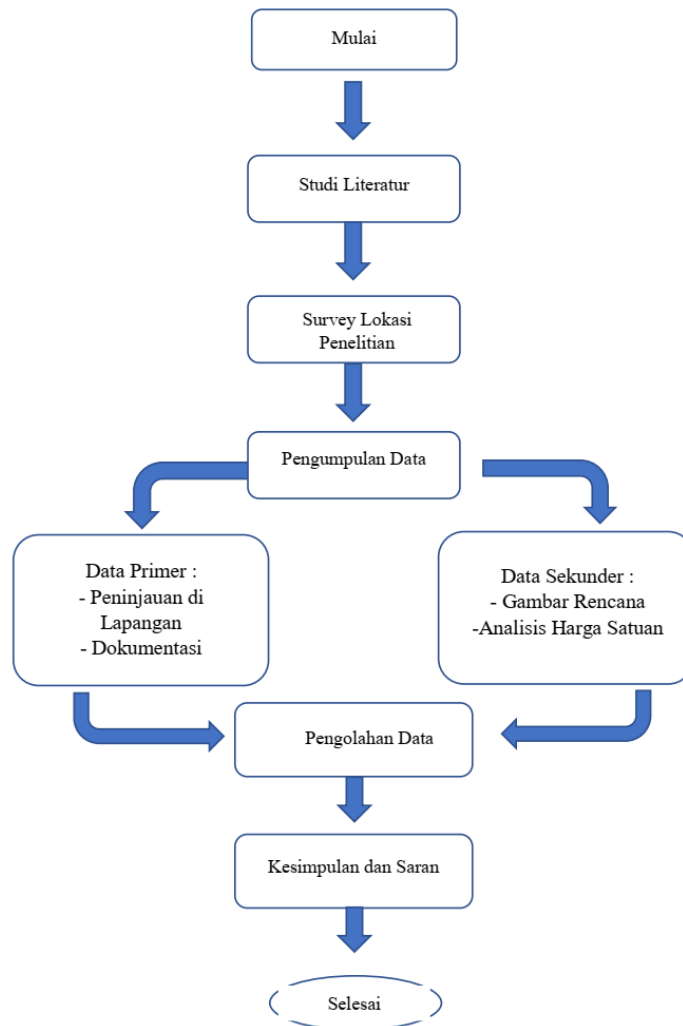 Mulai
Studi Literatur
Survey Lokasi
Penelitian
Pengumpulan Data
Data Primer :
- Peninjauan di
Lapangan
- Dokumentasi
Data Sekunder :
- Gambar Rencana
-Analisis Harga Satuan
Pengolahan Data
Kesimpulan dan Saran
Selesai